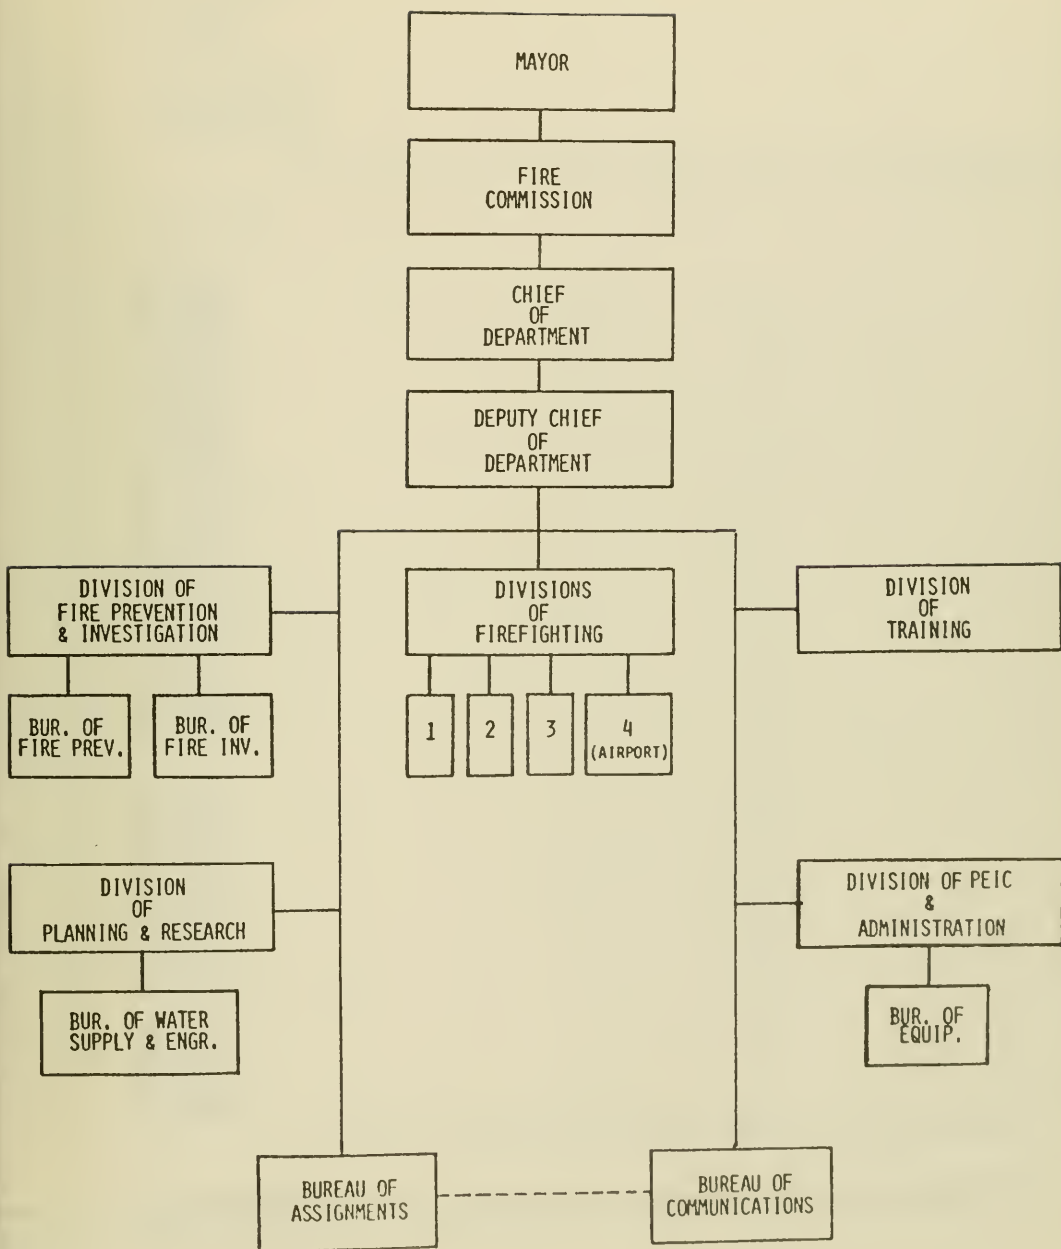 MAYOR
FIRE
COMMISSION
CHIEF
OF
DEPARTMENT
DEPUTY CHIEF
OF
DEPARTMENT
DIVISION OF
FIRE PREVENTION
& INVESTIGATION
DIVISIONS
OF
FIREFIGHTING
DIVISION
OF
TRAINING
BUR. OF
FIRE PREV.
BUR. OF
FIRE INV.
1
2
3
4
(AIRPORT)
DIVISION
OF
PLANNING & RESEARCH
DIVISION OF PEIC
&
ADMINISTRATION
BUR. OF WATER
SUPPLY & ENGR.
BUR. OF
EQUIP.
BUREAU OF
ASSIGNMENTS
BUREAU OF
COMMUNICATIONS